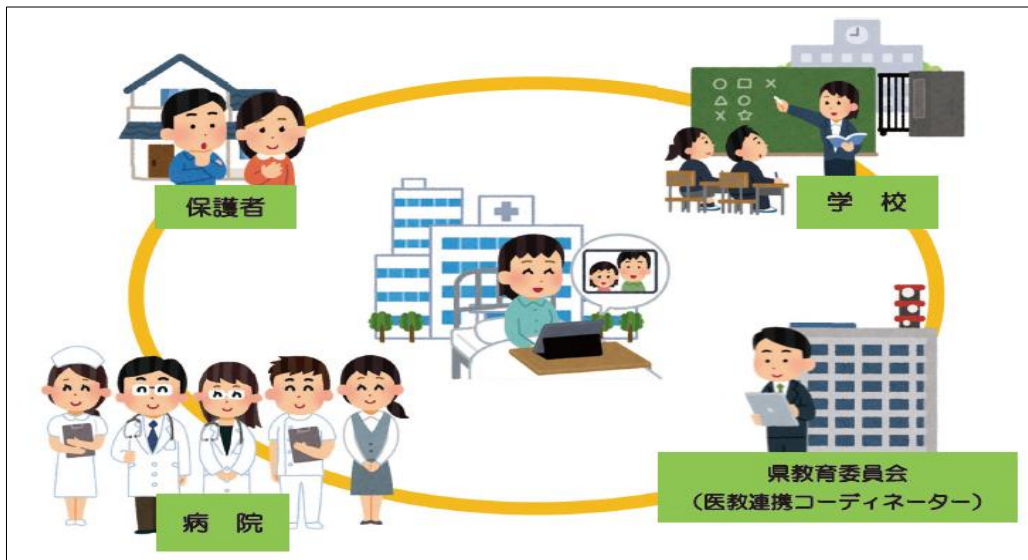 保護者
学　校
県教育委員会
（医教連携コーディネーター）
病　院